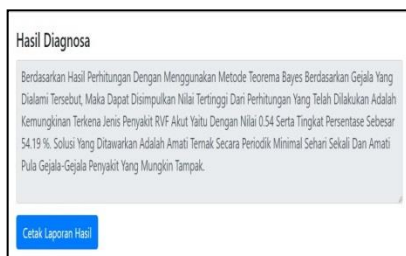 Hasil Diagnosa
Berdasarkan Hasil Perhitungan Dengan Menggunakan Metode Teorema Bayes Berdasarkan Gejala Yang
Dialami Tersebut, Maka Dapat Disimpulkan Nilai Tertinggi Dari Perhitungan Yang Telah Dilakukan Adalah
Kemungkinan Terkena Jenis Penyakit RVF Akut Yaitu Dengan Nilai 0.54 Serta Tingkat Persentase Sebesar
54.19 %. Solusi Yang Ditawarkan Adalah Amati Ternak Secara Periodik Minimal Sehari Sekali Dan Amati
Pula Gejala-Gejala Penyakit Yang Mungkin Tampak.
Cetak Laporan Hasil